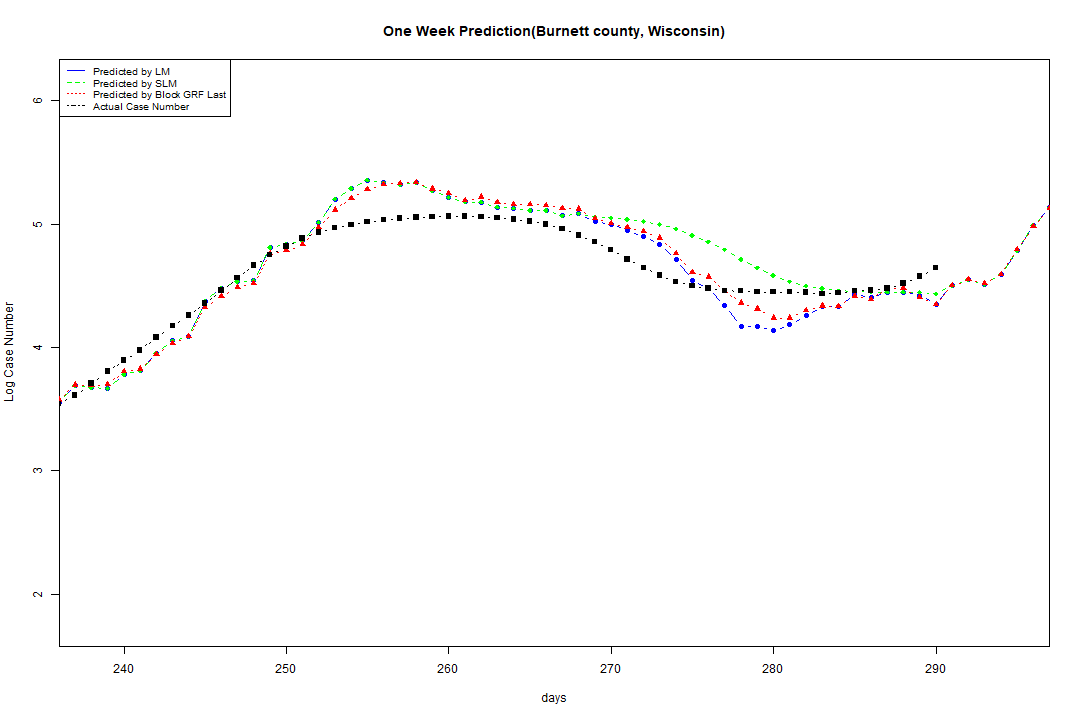 One Week Prediction(Burnett county, Wisconsin)
Predicted by LM
Predicted by SLM
Predicted by Block GRF Last
Actual Case Number
6
5
4
3
2
Log Case Number
240 250 260 270 280 290
days